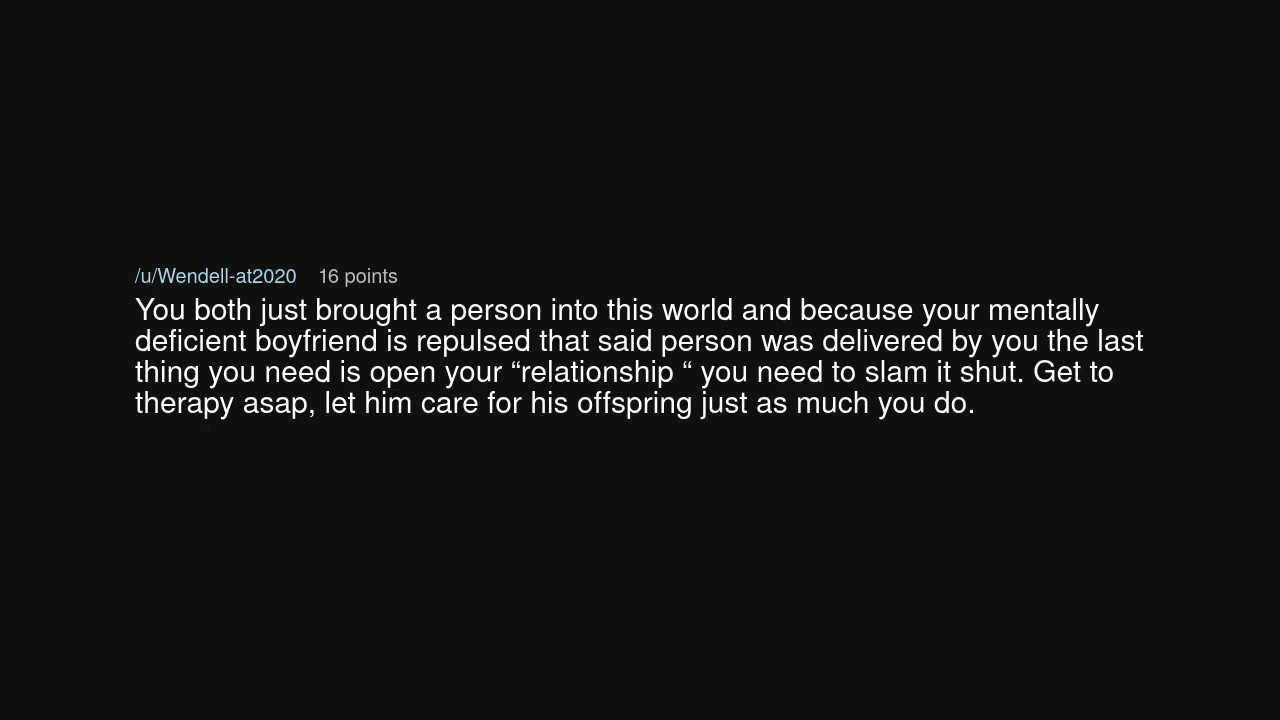 /u/Wendell-at2020 16 points
You both just brought a person into this world and because your mentally
deficient boyfriend is repulsed that said person was delivered by you the last
thing you need is open your “relationship “ you need to slam it shut. Get to
therapy asap, let him care for his offspring just as much you do.